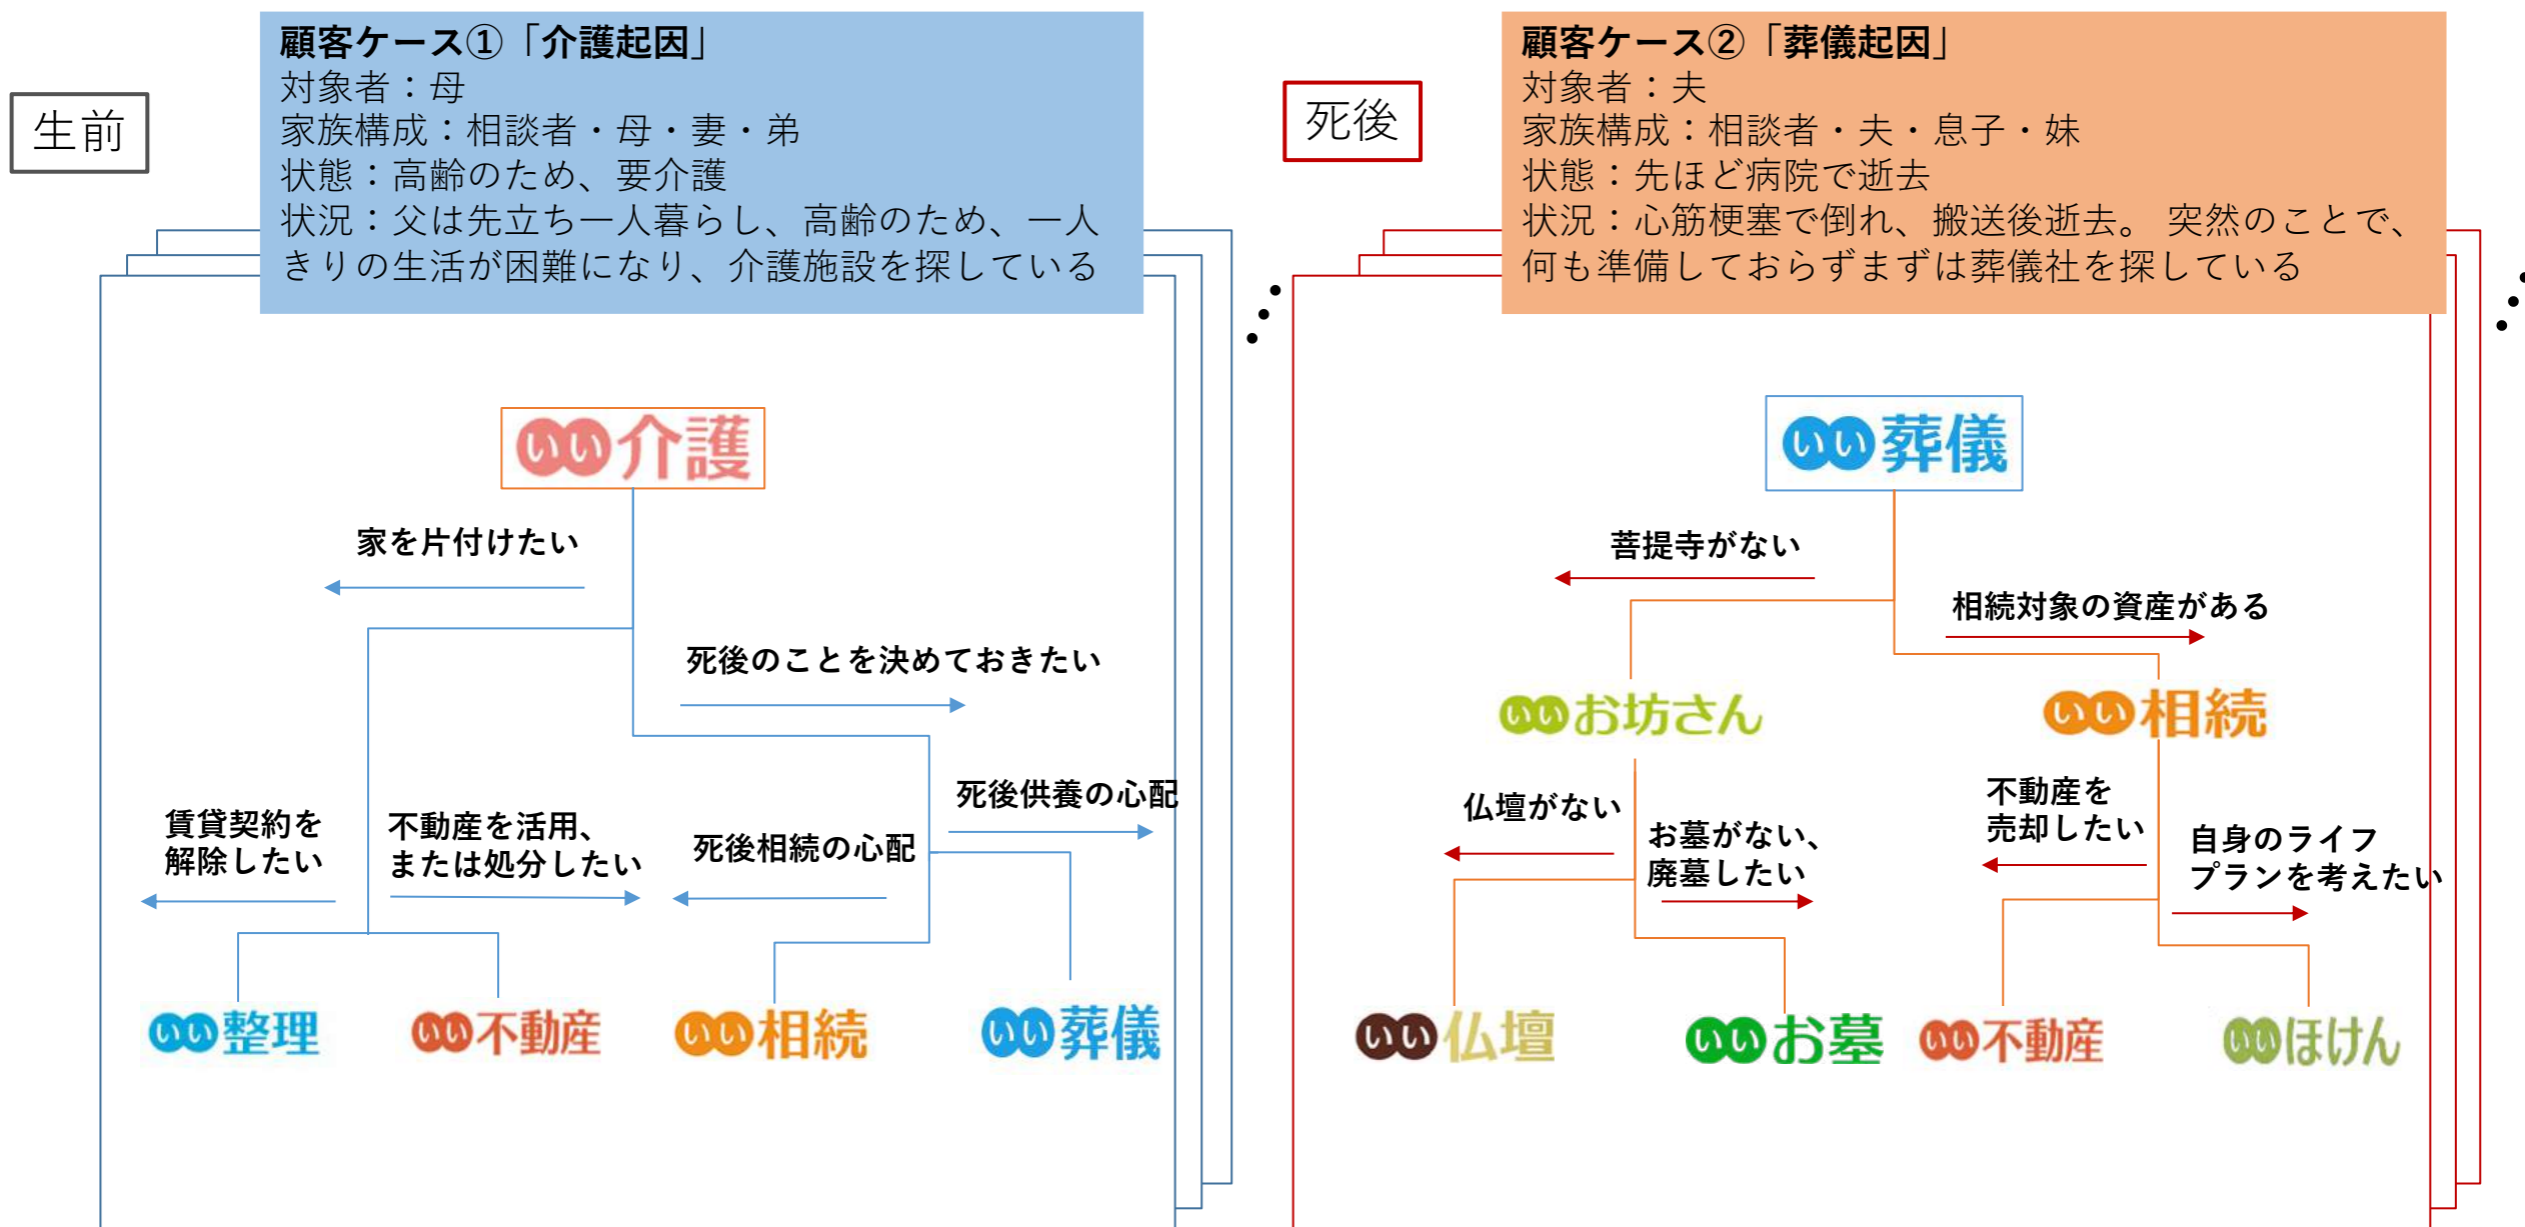 生前
顧客ケース①「介護起因」
対象者：母
家族構成：相談者・母・妻・弟
状態：高齢のため、要介護
状況：父は先立ち一人暮らし、高齢のため、一人
きりの生活が困難になり、介護施設を探している
いい介護
家を片付けたい
死後のことを決めておきたい
賃貸契約を
解除したい
不動産を活用、
または処分したい
死後相続の心配
死後供養の心配
いい整理
いい不動産
いい相続
いい葬儀
死後
顧客ケース②「葬儀起因」
対象者：夫
家族構成：相談者・夫・息子・妹
状態：先ほど病院で逝去
状況：心筋梗塞で倒れ、搬送後逝去。 突然のことで、
何も準備しておらずまずは葬儀社を探している
いい葬儀
菩提寺がない
相続対象の資産がある
いいお坊さん
いい相続
仏壇がない
お墓がない、
廃墓したい
不動産を
売却したい
自身のライフ
プランを考えたい
いい仏壇
いいお墓
いい不動産
いいほけん